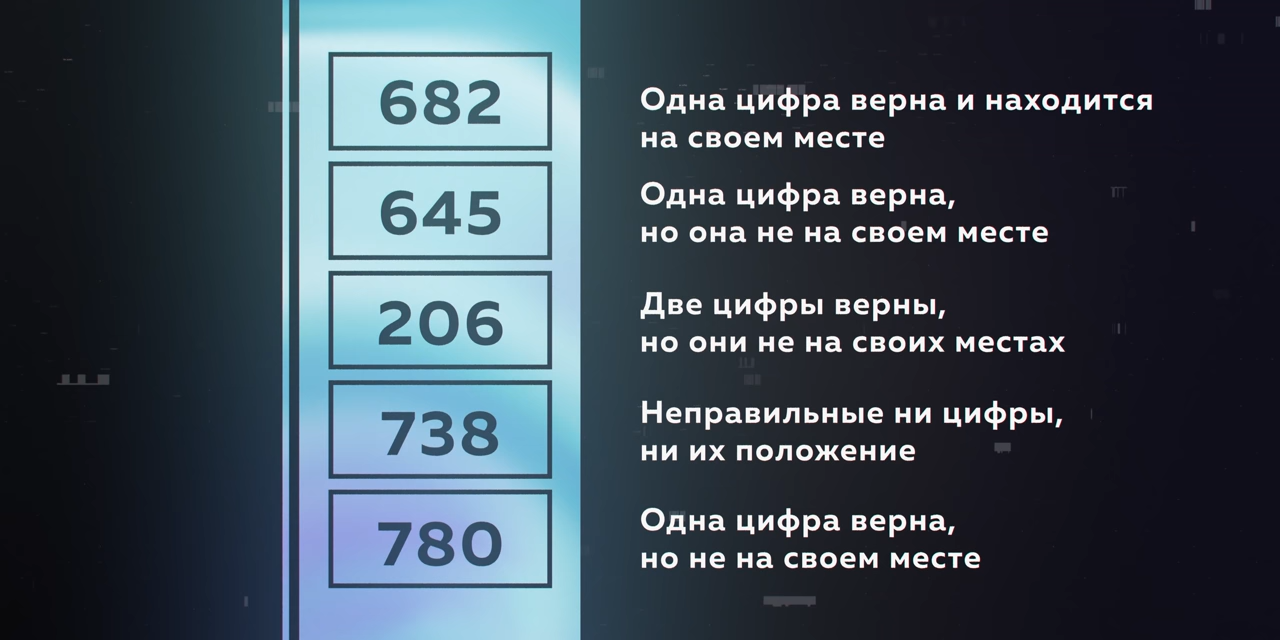 682
Одна цифра верна и находится
на своем месте
645
Одна цифра верна,
но она не на своем месте
206
Две цифры верны,
но они не на своих местах
738
Неправильные ни цифры,
ни их положение
780
Одна цифра верна,
но не на своем месте